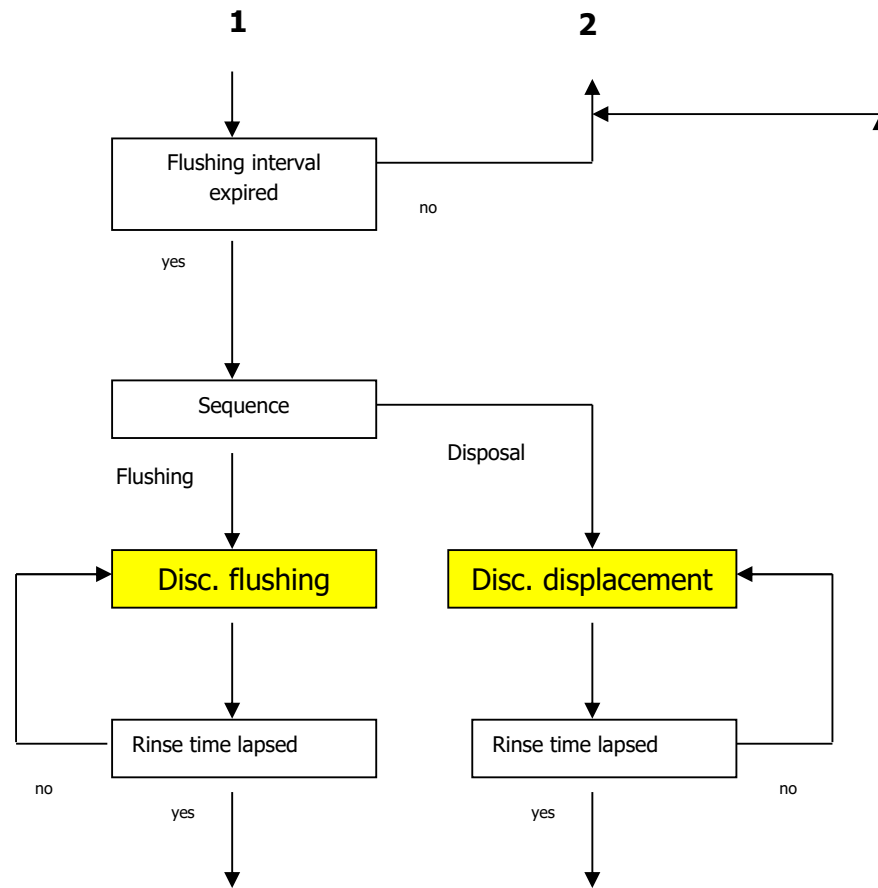 1
2
Flushing interval
expired
no
yes
Sequence
Disposal
Flushing
Disc. flushing
Disc. displacement
Rinse time lapsed
Rinse time lapsed
no
no
yes
yes